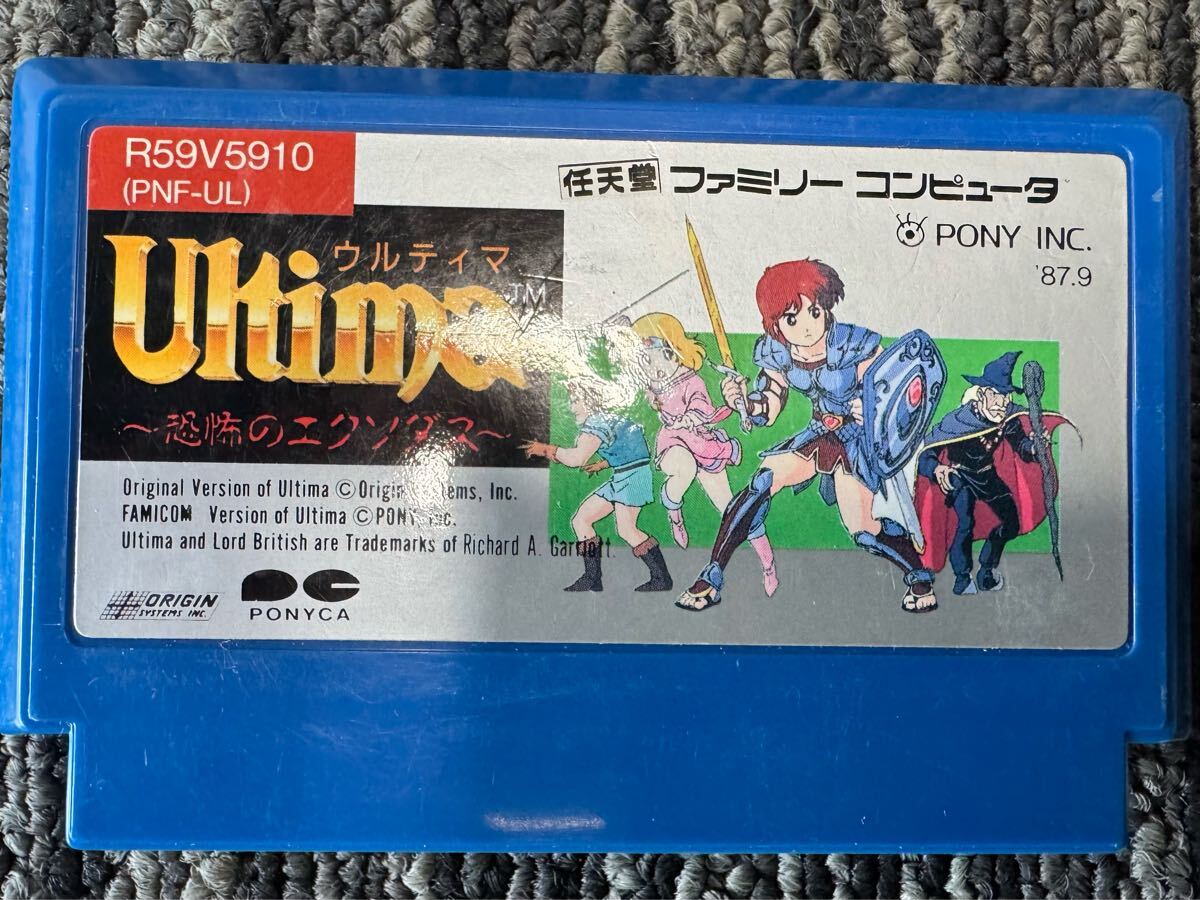 R59V5910
(PNF-UL)
任天堂 ファミリー コンピュータ
PONY INC.
'87.9
ウルティマ
Ultima TM
～恐怖のエクソダス～
Original Version of Ultima © Origin Systems, Inc.
FAMICOM Version of Ultima © PONY Inc.
Ultima and Lord British are Trademarks of Richard A. Garriott.
ORIGIN
SYSTEMS INC.
PC
PONYCA